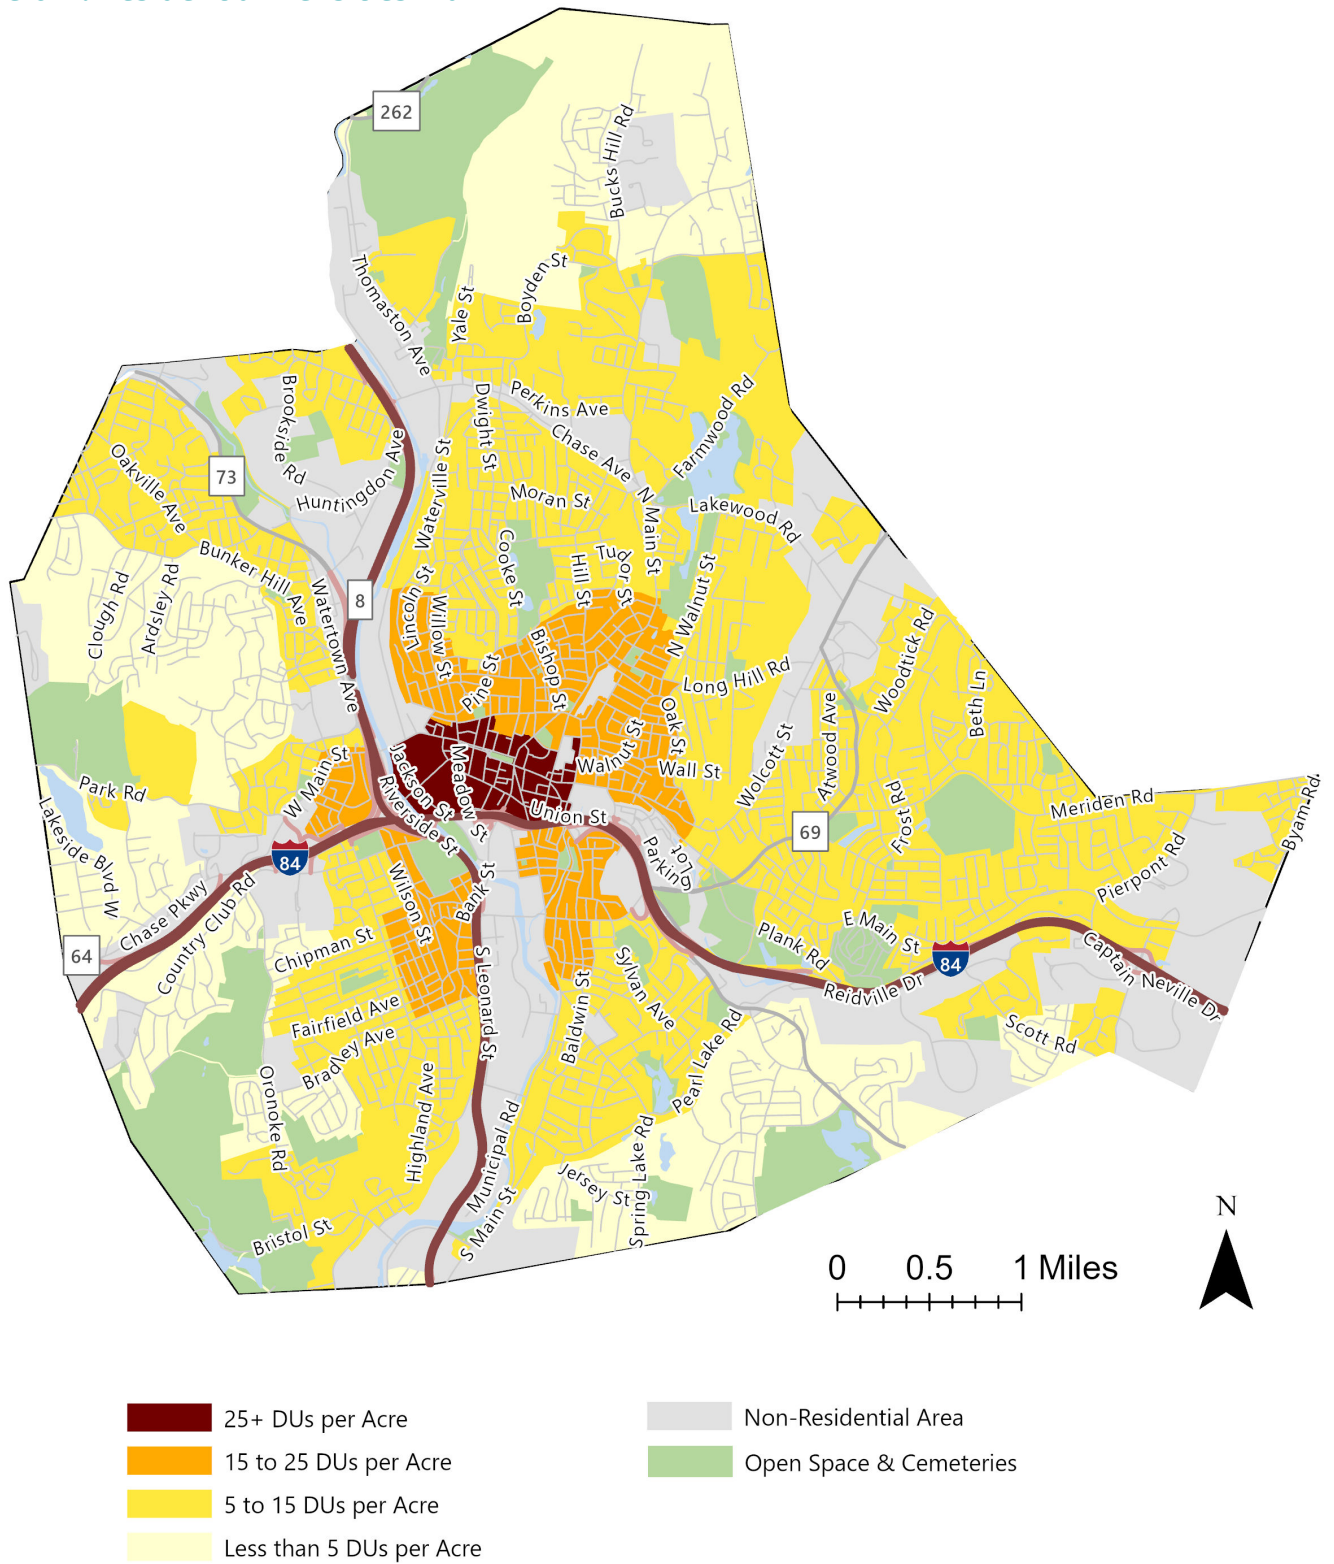 262
Bucks Hill Rd
Thomaston Ave
Yale St
Boyden St
Brookside Rd
Dwight St
Perkins Ave
Chase Ave
Farmwood Rd
Oakville Ave
73
Huntingdon Ave
Waterville St
Moran St
N Main St
Lakewood Rd
Bunker Hill Ave
Clough Rd
Ardsley Rd
Watertown Ave
8
Lincoln St
Willow St
Cooke St
Hill St
Tudor St
N Walnut St
Bishop St
Pine St
Long Hill Rd
Woodtick Rd
Beth Ln
Oak St
Atwood Ave
Wolcott St
Walnut St
Wall St
W Main St
Jackson St
Meadow St
Riverside St
Union St
Park Rd
Lakeside Blvd W
84
69
Frost Rd
Meriden Rd
Byam Rd
Pierpont Rd
Parking Lot
Wilson St
Bank St
Chase Pkwy
Country Club Rd
64
Chipman St
S Leonard St
Sylvan Ave
Plank Rd
E Main St
84
Captain Neville Dr
Reidville Dr
Scott Rd
Fairfield Ave
Bradley Ave
Baldwin St
Pearl Lake Rd
Oronoke Rd
Highland Ave
Municipal Rd
Spring Lake Rd
Jersey St
S Main St
Bristol St
N
0 0.5 1 Miles
25+ DUs per Acre
15 to 25 DUs per Acre
5 to 15 DUs per Acre
Less than 5 DUs per Acre
Non-Residential Area
Open Space & Cemeteries